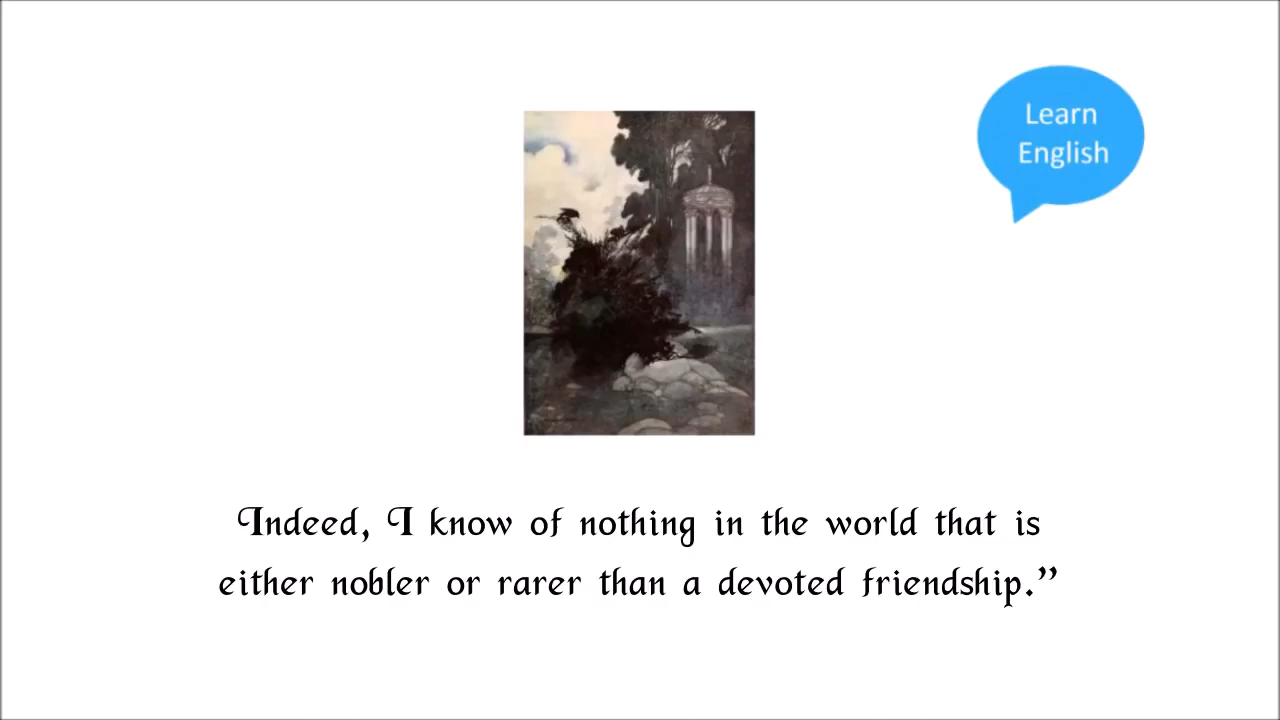 Learn
English
Indeed, I know of nothing in the world that is
either nobler or rarer than a devoted friendship.”